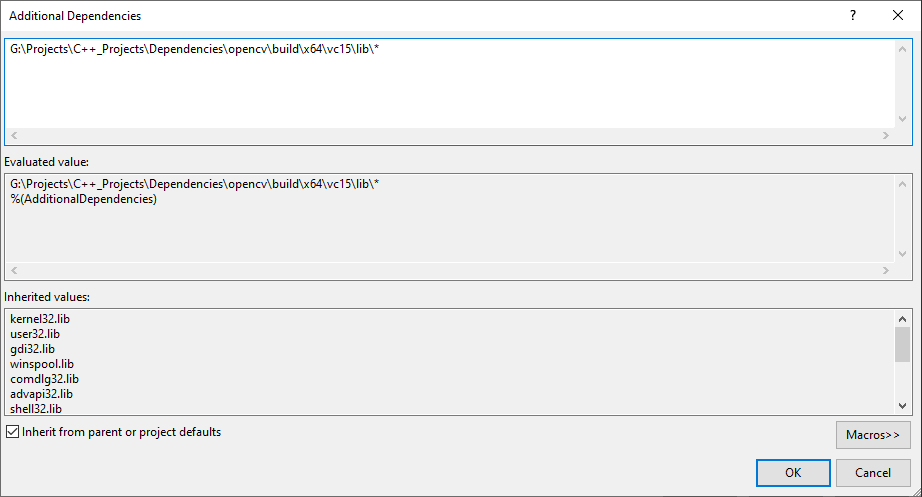 Additional Dependencies
G:\Projects\C++_Projects\Dependencies\opencv\build\x64\vc15\lib\*
Evaluated value:
G:\Projects\C++_Projects\Dependencies\opencv\build\x64\vc15\lib\*
%(AdditionalDependencies)
Inherited values:
kernel32.lib
user32.lib
gdi32.lib
winspool.lib
comdlg32.lib
advapi32.lib
shell32.lib
Inherit from parent or project defaults
Macros>>
OK Cancel